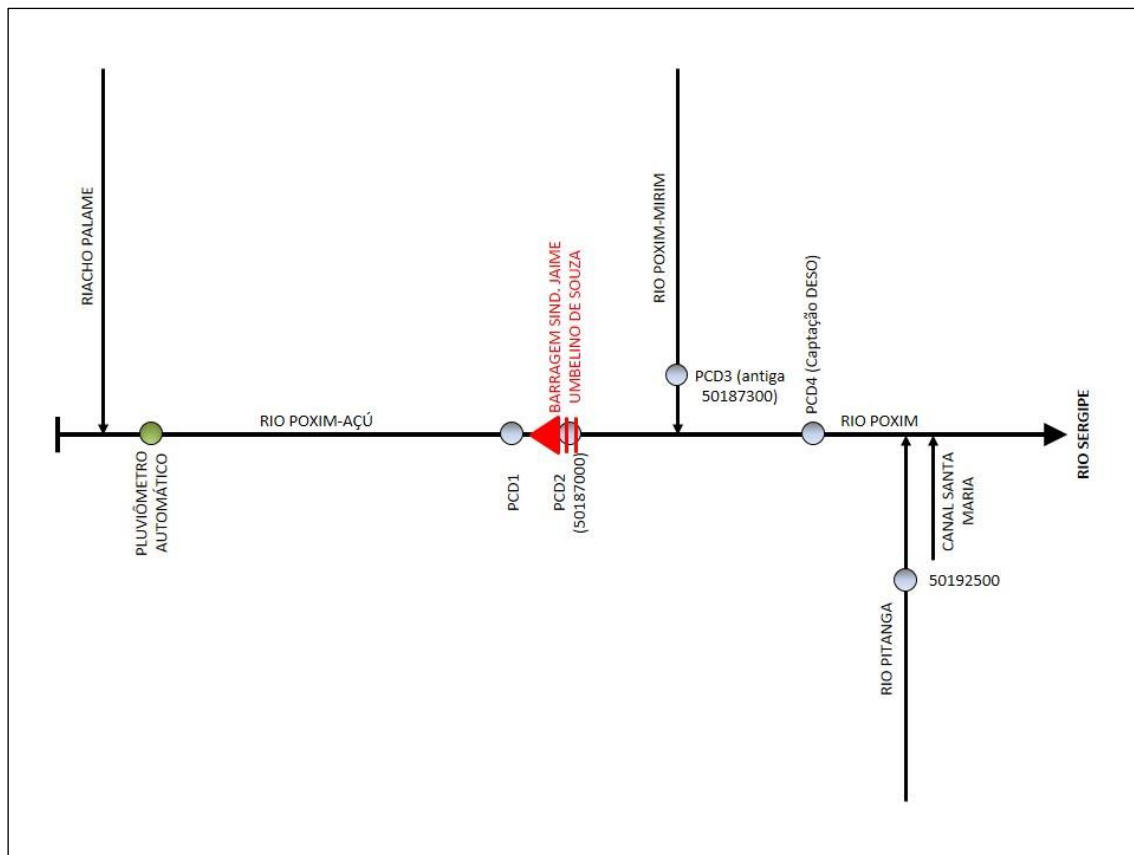 RIACHO PALAME
RIO POXIM-AÇÚ
PLUVIÔMETRO
AUTOMÁTICO
PCD1
BARRAGEM SIND. JAIME
UMBELINO DE SOUZA
PCD2
(50187000)
RIO POXIM-MIRIM
PCD3 (antiga
50187300)
PCD4 (Captação DESO)
RIO POXIM
RIO PITANGA
50192500
CANAL SANTA
MARIA
RIO SERGIPE